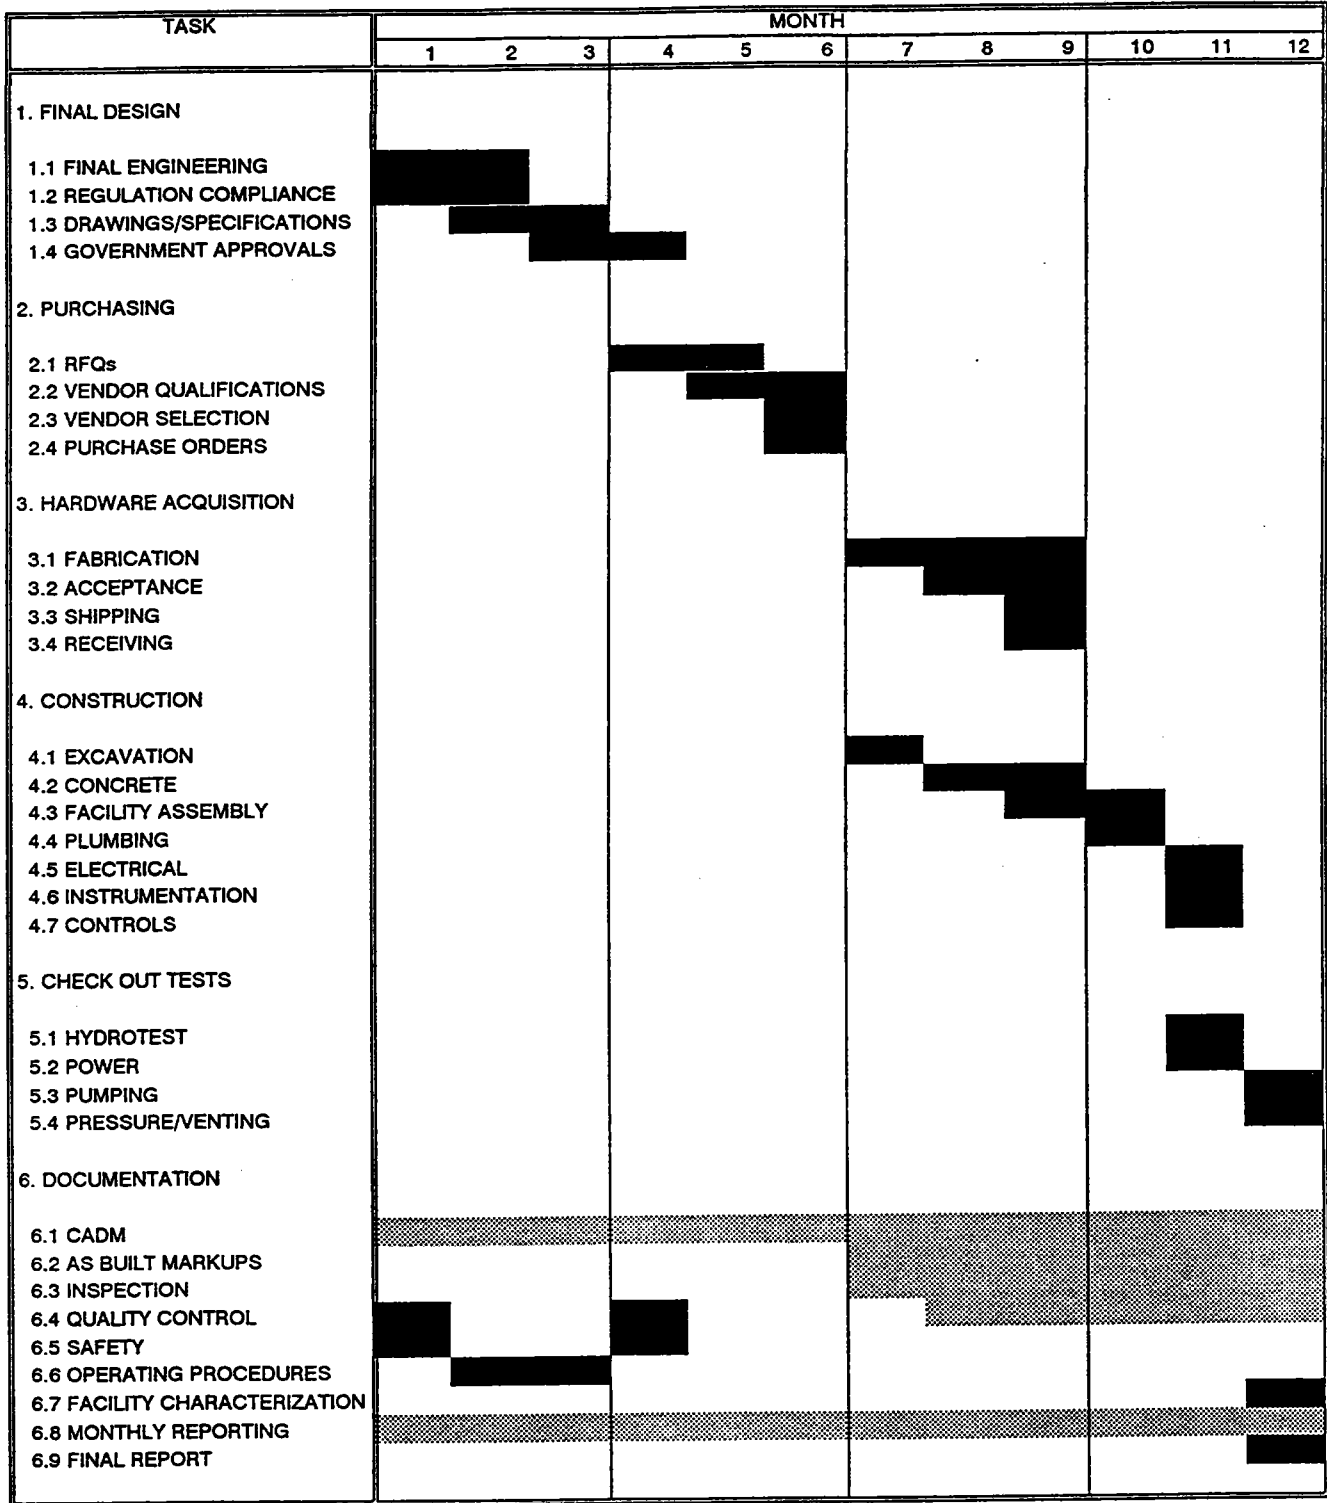 TASK
MONTH
1 2 3 4 5 6 7 8 9 10 11 12
1. FINAL DESIGN
1.1 FINAL ENGINEERING
1.2 REGULATION COMPLIANCE
1.3 DRAWINGS/SPECIFICATIONS
1.4 GOVERNMENT APPROVALS
2. PURCHASING
2.1 RFQs
2.2 VENDOR QUALIFICATIONS
2.3 VENDOR SELECTION
2.4 PURCHASE ORDERS
3. HARDWARE ACQUISITION
3.1 FABRICATION
3.2 ACCEPTANCE
3.3 SHIPPING
3.4 RECEIVING
4. CONSTRUCTION
4.1 EXCAVATION
4.2 CONCRETE
4.3 FACILITY ASSEMBLY
4.4 PLUMBING
4.5 ELECTRICAL
4.6 INSTRUMENTATION
4.7 CONTROLS
5. CHECK OUT TESTS
5.1 HYDROTEST
5.2 POWER
5.3 PUMPING
5.4 PRESSURE/VENTING
6. DOCUMENTATION
6.1 CADM
6.2 AS BUILT MARKUPS
6.3 INSPECTION
6.4 QUALITY CONTROL
6.5 SAFETY
6.6 OPERATING PROCEDURES
6.7 FACILITY CHARACTERIZATION
6.8 MONTHLY REPORTING
6.9 FINAL REPORT